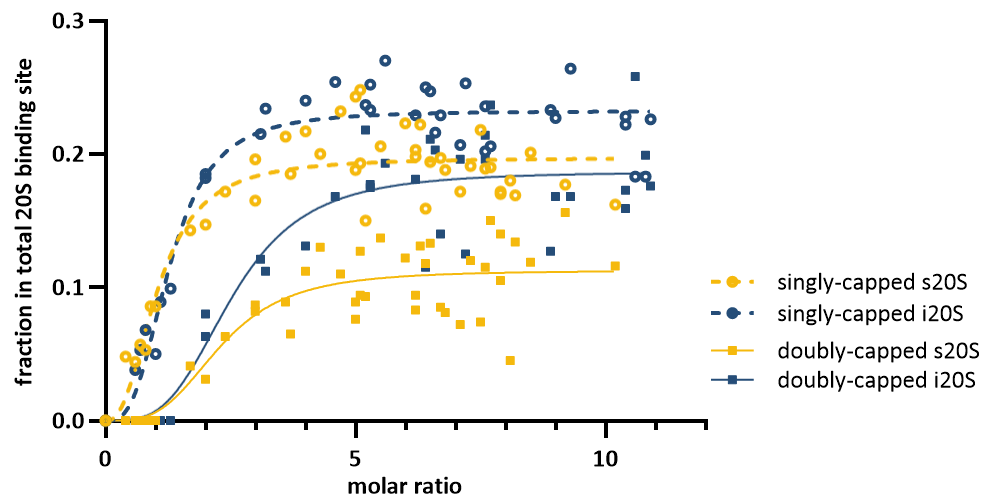 fraction in total 20S binding site
0.3
0.2
0.1
0.0
0
5
10
molar ratio
singly-capped s20S
singly-capped i20S
doubly-capped s20S
doubly-capped i20S